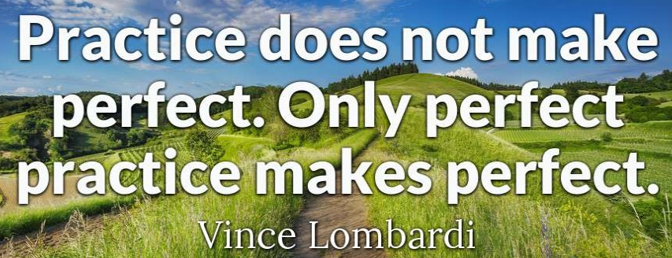 Practice does not make
perfect. Only perfect
practice makes perfect.
Vince Lombardi